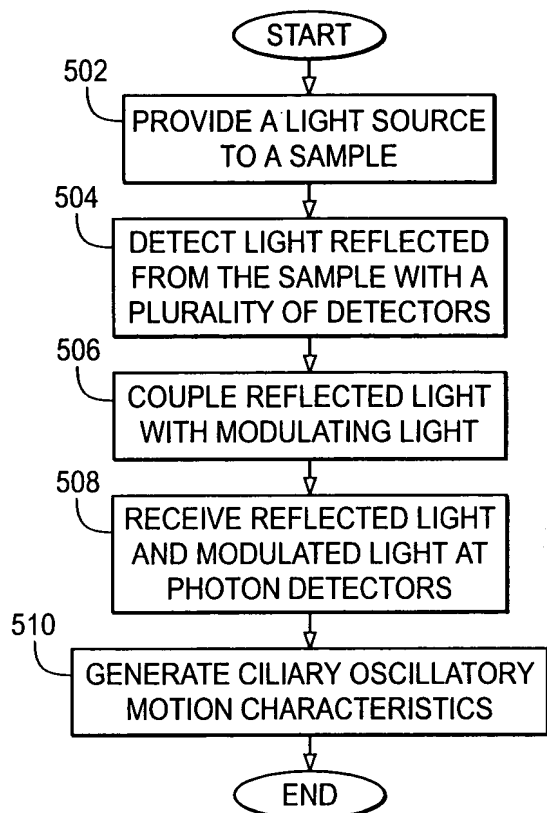 START
502
PROVIDE A LIGHT SOURCE
TO A SAMPLE
504
DETECT LIGHT REFLECTED
FROM THE SAMPLE WITH A
PLURALITY OF DETECTORS
506
COUPLE REFLECTED LIGHT
WITH MODULATING LIGHT
508
RECEIVE REFLECTED LIGHT
AND MODULATED LIGHT AT
PHOTON DETECTORS
510
GENERATE CILIARY OSCILLATORY
MOTION CHARACTERISTICS
END